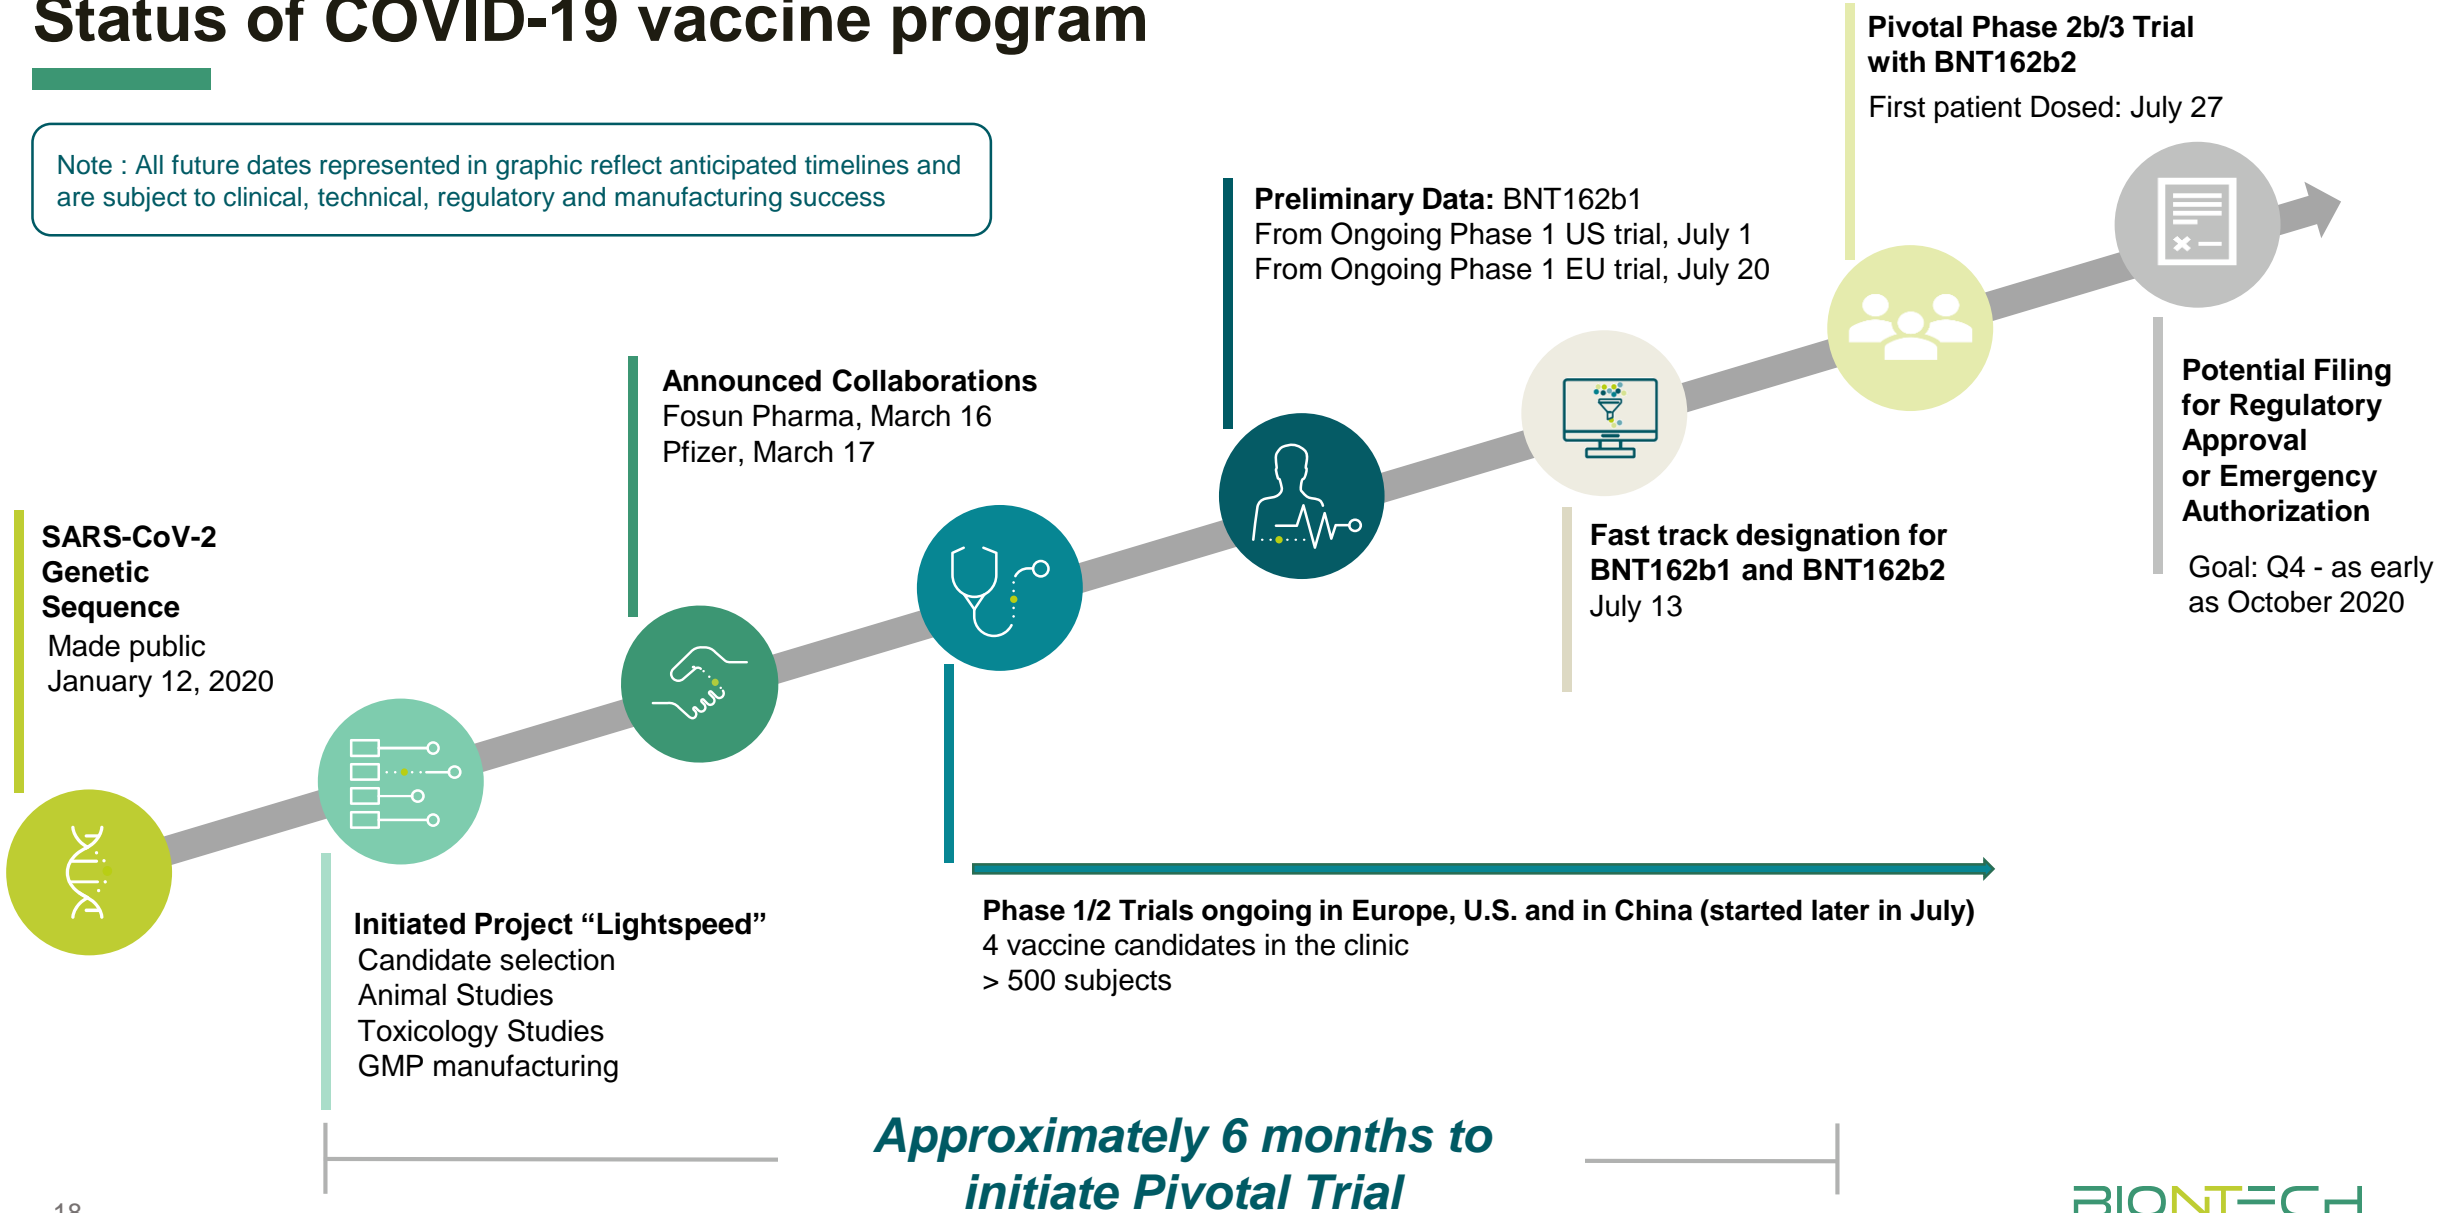 Status of COVID-19 vaccine program
Note : All future dates represented in graphic reflect anticipated timelines and
are subject to clinical, technical, regulatory and manufacturing success
SARS-CoV-2
Genetic
Sequence
Made public
January 12, 2020
Initiated Project “Lightspeed”
Candidate selection
Animal Studies
Toxicology Studies
GMP manufacturing
Announced Collaborations
Fosun Pharma, March 16
Pfizer, March 17
Phase 1/2 Trials ongoing in Europe, U.S. and in China (started later in July)
4 vaccine candidates in the clinic
> 500 subjects
Preliminary Data: BNT162b1
From Ongoing Phase 1 US trial, July 1
From Ongoing Phase 1 EU trial, July 20
Fast track designation for
BNT162b1 and BNT162b2
July 13
Pivotal Phase 2b/3 Trial
with BNT162b2
First patient Dosed: July 27
Potential Filing
for Regulatory
Approval
or Emergency
Authorization
Goal: Q4 - as early
as October 2020
Approximately 6 months to
initiate Pivotal Trial
18
BIONTECH